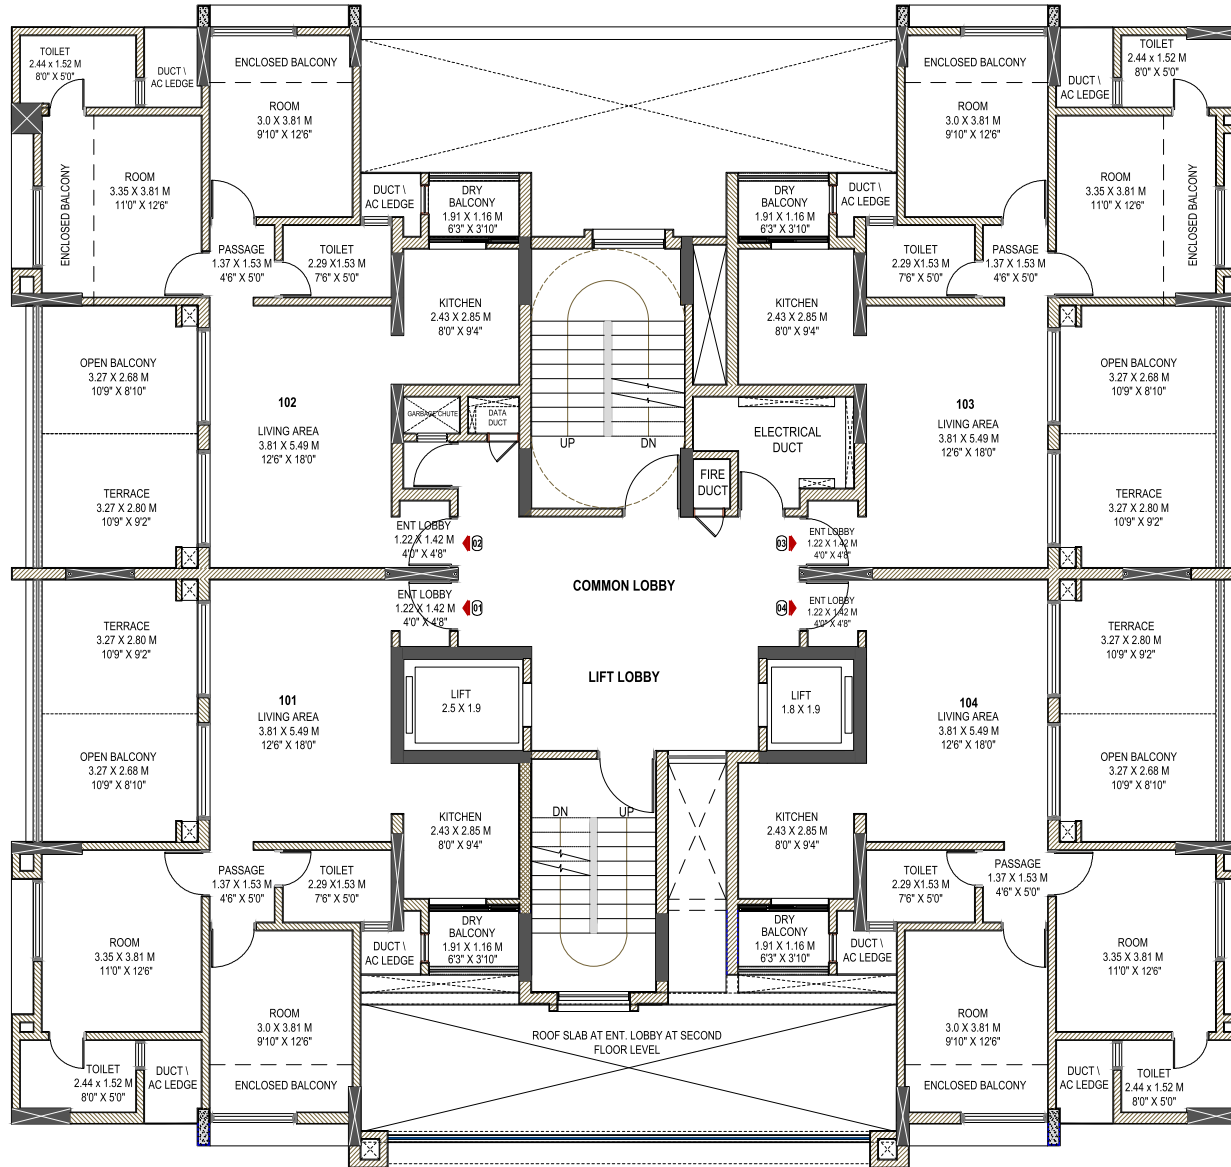 TOILET
2.44 x 1.52 M
8'0" X 5'0"
DUCT \
AC LEDGE
ENCLOSED BALCONY
ROOM
3.0 X 3.81 M
9'10" X 12'6"
ENCLOSED BALCONY
ROOM
3.0 X 3.81 M
9'10" X 12'6"
DUCT \
AC LEDGE
TOILET
2.44 x 1.52 M
8'0" X 5'0"
ENCLOSED BALCONY
ROOM
3.35 X 3.81 M
11'0" X 12'6"
DUCT \
AC LEDGE
DRY
BALCONY
1.91 X 1.16 M
6'3" X 3'10"
DRY
BALCONY
1.91 X 1.16 M
6'3" X 3'10"
DUCT \
AC LEDGE
ROOM
3.35 X 3.81 M
11'0" X 12'6"
ENCLOSED BALCONY
PASSAGE
1.37 X 1.53 M
4'6" X 5'0"
TOILET
2.29 X1.53 M
7'6" X 5'0"
TOILET
2.29 X1.53 M
7'6" X 5'0"
PASSAGE
1.37 X 1.53 M
4'6" X 5'0"
KITCHEN
2.43 X 2.85 M
8'0" X 9'4"
KITCHEN
2.43 X 2.85 M
8'0" X 9'4"
OPEN BALCONY
3.27 X 2.68 M
10'9" X 8'10"
102
LIVING AREA
3.81 X 5.49 M
12'6" X 18'0"
GARBAGE CHUTE
DATA
DUCT
UP
DN
ELECTRICAL
DUCT
103
LIVING AREA
3.81 X 5.49 M
12'6" X 18'0"
OPEN BALCONY
3.27 X 2.68 M
10'9" X 8'10"
FIRE
DUCT
TERRACE
3.27 X 2.80 M
10'9" X 9'2"
TERRACE
3.27 X 2.80 M
10'9" X 9'2"
ENT LOBBY
1.22 X 1.42 M
4'0" X 4'8"
02
03
ENT LOBBY
1.22 X 1.42 M
4'0" X 4'8"
COMMON LOBBY
ENT LOBBY
1.22 X 1.42 M
4'0" X 4'8"
01
04
ENT LOBBY
1.22 X 1.42 M
4'0" X 4'8"
TERRACE
3.27 X 2.80 M
10'9" X 9'2"
TERRACE
3.27 X 2.80 M
10'9" X 9'2"
LIFT LOBBY
101
LIVING AREA
3.81 X 5.49 M
12'6" X 18'0"
LIFT
2.5 X 1.9
LIFT
1.8 X 1.9
104
LIVING AREA
3.81 X 5.49 M
12'6" X 18'0"
OPEN BALCONY
3.27 X 2.68 M
10'9" X 8'10"
OPEN BALCONY
3.27 X 2.68 M
10'9" X 8'10"
KITCHEN
2.43 X 2.85 M
8'0" X 9'4"
DN
UP
KITCHEN
2.43 X 2.85 M
8'0" X 9'4"
PASSAGE
1.37 X 1.53 M
4'6" X 5'0"
TOILET
2.29 X1.53 M
7'6" X 5'0"
TOILET
2.29 X1.53 M
7'6" X 5'0"
PASSAGE
1.37 X 1.53 M
4'6" X 5'0"
ROOM
3.35 X 3.81 M
11'0" X 12'6"
DUCT \
AC LEDGE
DRY
BALCONY
1.91 X 1.16 M
6'3" X 3'10"
DRY
BALCONY
1.91 X 1.16 M
6'3" X 3'10"
DUCT \
AC LEDGE
ROOM
3.35 X 3.81 M
11'0" X 12'6"
ROOM
3.0 X 3.81 M
9'10" X 12'6"
ROOF SLAB AT ENT. LOBBY AT SECOND
FLOOR LEVEL
ROOM
3.0 X 3.81 M
9'10" X 12'6"
TOILET
2.44 x 1.52 M
8'0" X 5'0"
DUCT \
AC LEDGE
ENCLOSED BALCONY
ENCLOSED BALCONY
DUCT \
AC LEDGE
TOILET
2.44 x 1.52 M
8'0" X 5'0"